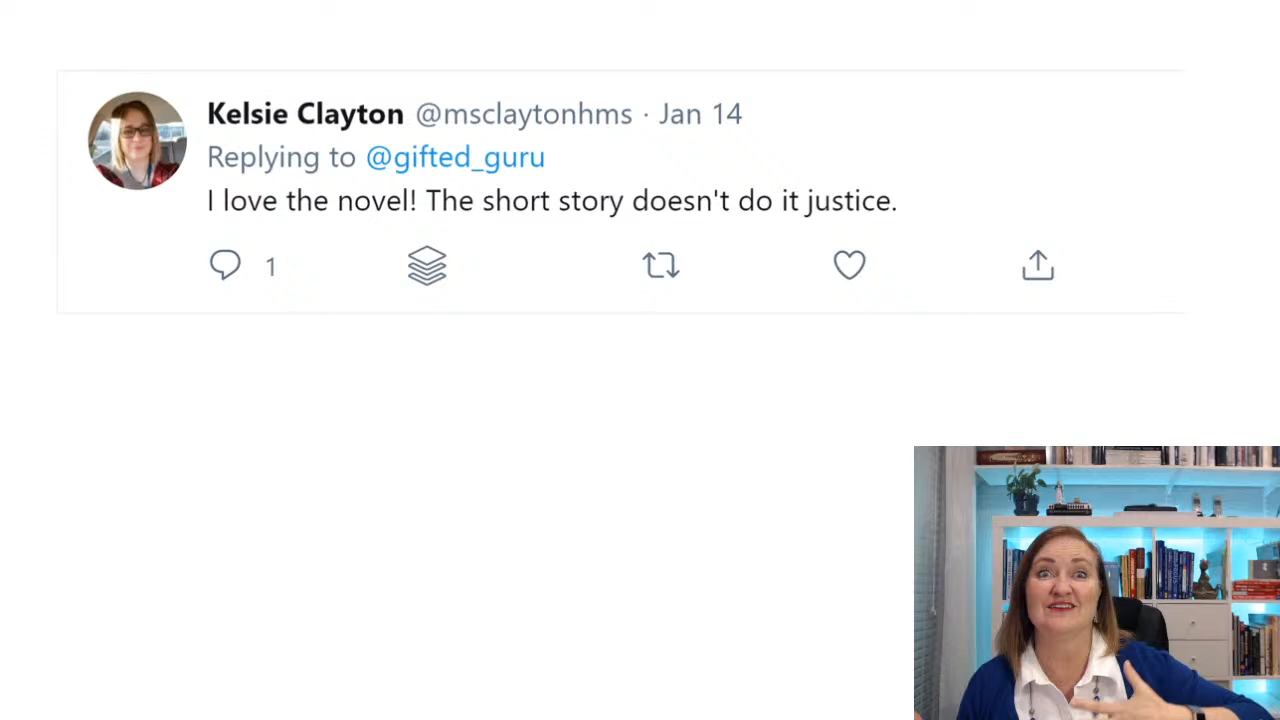 Kelsie Clayton @msclaytonhms · Jan 14
Replying to @gifted_guru
I love the novel! The short story doesn't do it justice.
1